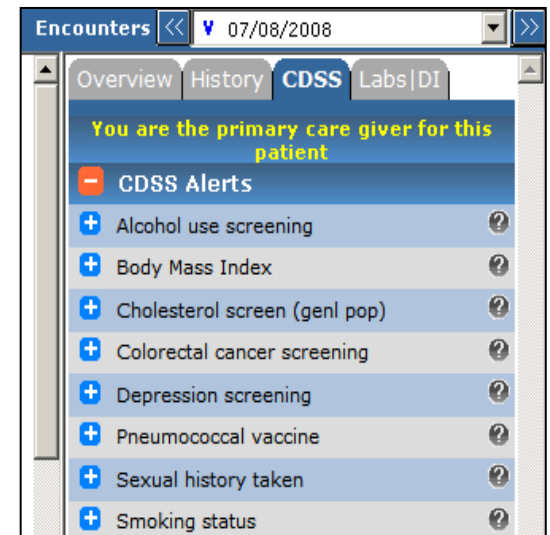 Encounters << V 07/08/2008 >>
Overview History CDSS Labs|DI
You are the primary care giver for this
patient
CDSS Alerts
Alcohol use screening
Body Mass Index
Cholesterol screen (genl pop)
Colorectal cancer screening
Depression screening
Pneumococcal vaccine
Sexual history taken
Smoking status